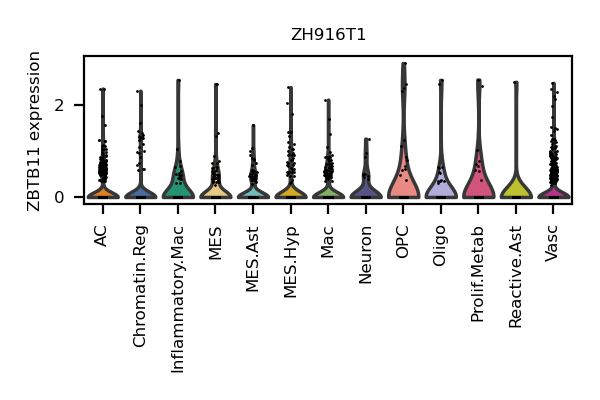 ZH916T1
ZBTB11 expression
2
0
AC
Chromatin.Reg
Inflammatory.Mac
MES
MES.Ast
MES.Hyp
Mac
Neuron
OPC
Oligo
Prolif.Metab
Reactive.Ast
Vasc